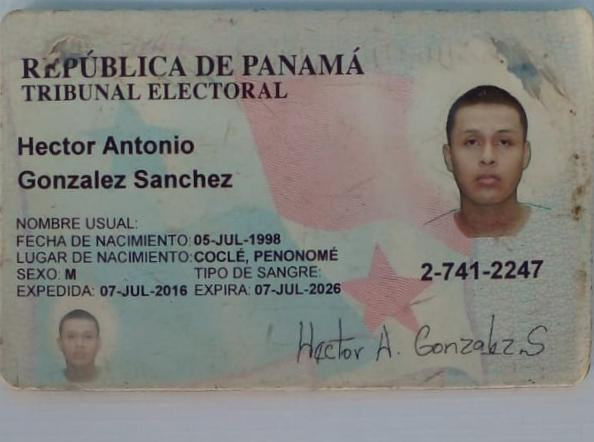 REPÚBLICA DE PANAMÁ
TRIBUNAL ELECTORAL
Hector Antonio
Gonzalez Sanchez
NOMBRE USUAL:
FECHA DE NACIMIENTO: 05-JUL-1998
LUGAR DE NACIMIENTO: COCLÉ, PENONOMÉ
SEXO: M TIPO DE SANGRE:
EXPEDIDA: 07-JUL-2016 EXPIRA: 07-JUL-2026
2-741-2247
Hector A. Gonzalez.S